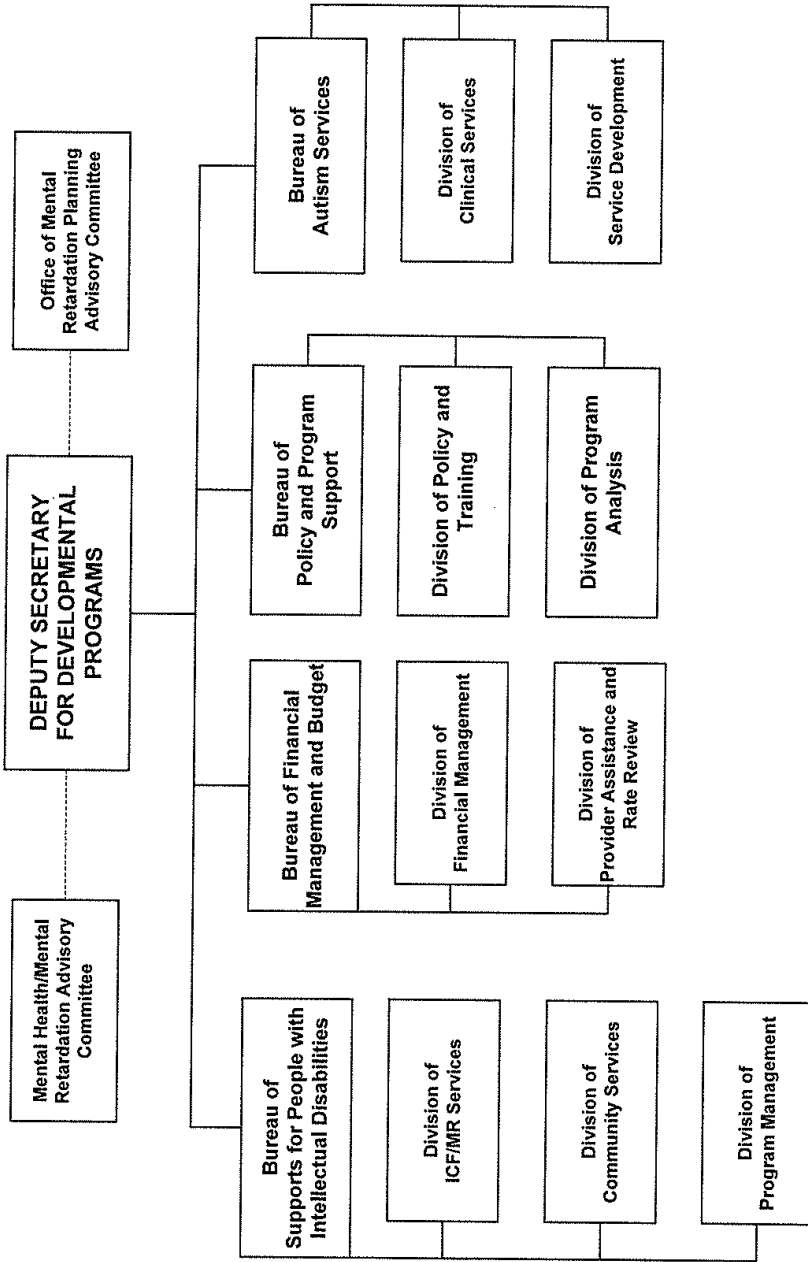 DEPUTY SECRETARY
FOR DEVELOPMENTAL
PROGRAMS
Mental Health/Mental
Retardation Advisory
Committee
Office of Mental
Retardation Planning
Advisory Committee
Bureau of
Supports for People with
Intellectual Disabilities
Division of
ICF/MR Services
Division of
Community Services
Division of
Program Management
Bureau of Financial
Management and Budget
Division of
Financial Management
Division of
Provider Assistance and
Rate Review
Bureau of
Policy and Program
Support
Division of Policy and
Training
Division of Program
Analysis
Bureau of
Autism Services
Division of
Clinical Services
Division of
Service Development